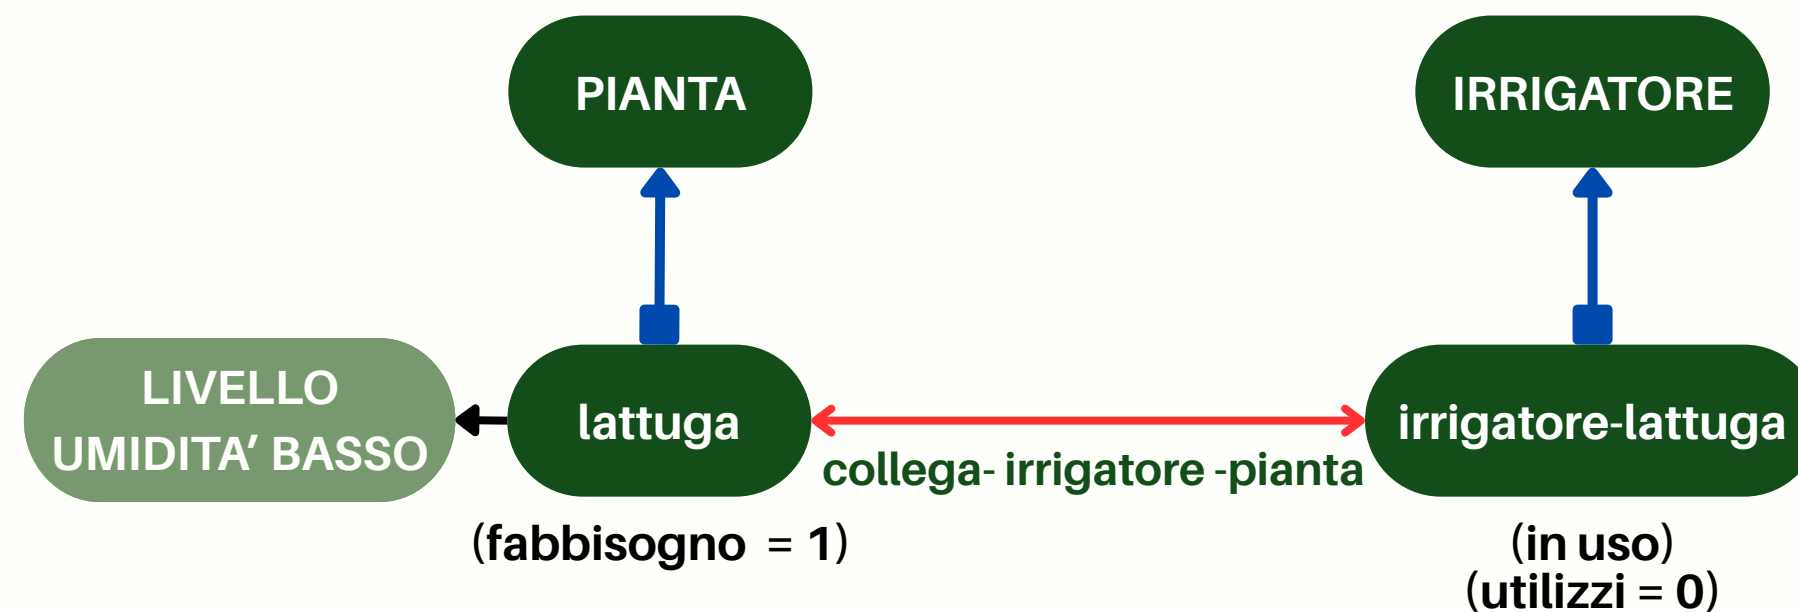 PIANTA
IRRIGATORE
LIVELLO
UMIDITA’ BASSO
lattuga
irrigatore-lattuga
collega- irrigatore -pianta
(fabbisogno = 1)
(in uso)
(utilizzi = 0)